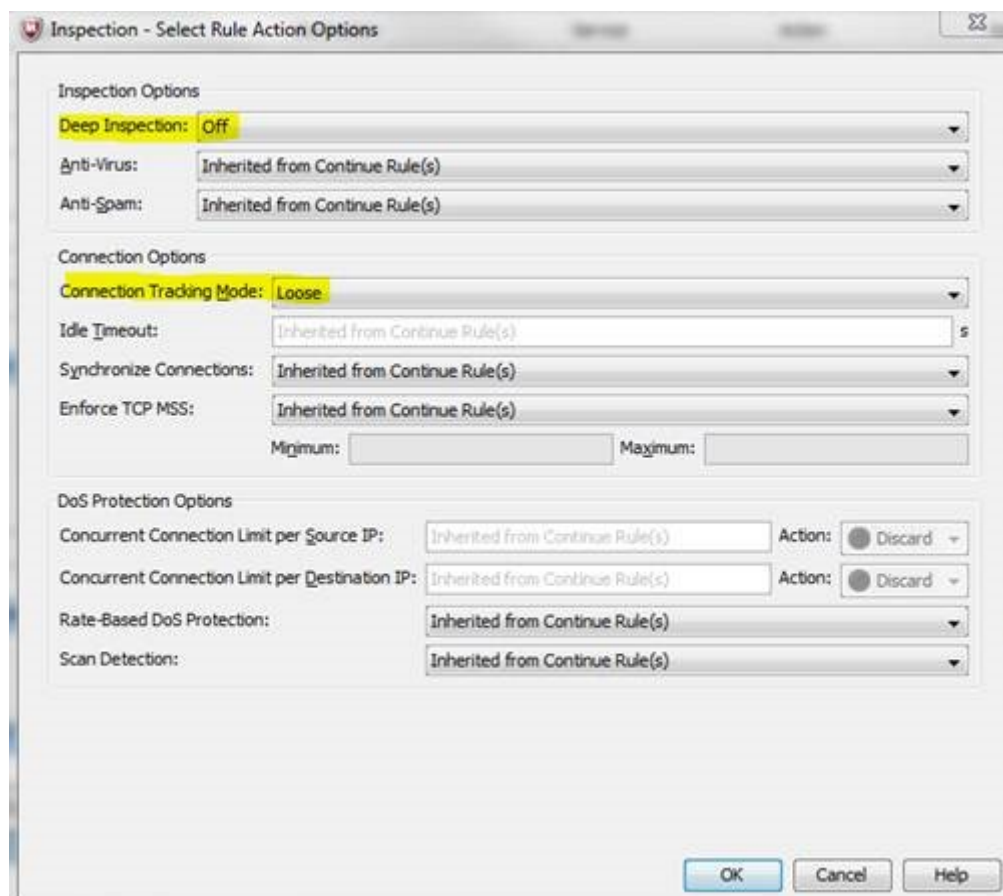 Inspection - Select Rule Action Options
Inspection Options
Deep Inspection: Off
Anti-Virus: Inherited from Continue Rule(s)
Anti-Spam: Inherited from Continue Rule(s)
Connection Options
Connection Tracking Mode: Loose
Idle Timeout: Inherited from Continue Rule(s) s
Synchronize Connections: Inherited from Continue Rule(s)
Enforce TCP MSS: Inherited from Continue Rule(s)
Minimum: Maximum:
DoS Protection Options
Concurrent Connection Limit per Source IP: Inherited from Continue Rule(s) Action: Discard
Concurrent Connection Limit per Destination IP: Inherited from Continue Rule(s) Action: Discard
Rate-Based DoS Protection: Inherited from Continue Rule(s)
Scan Detection: Inherited from Continue Rule(s)
OK Cancel Help